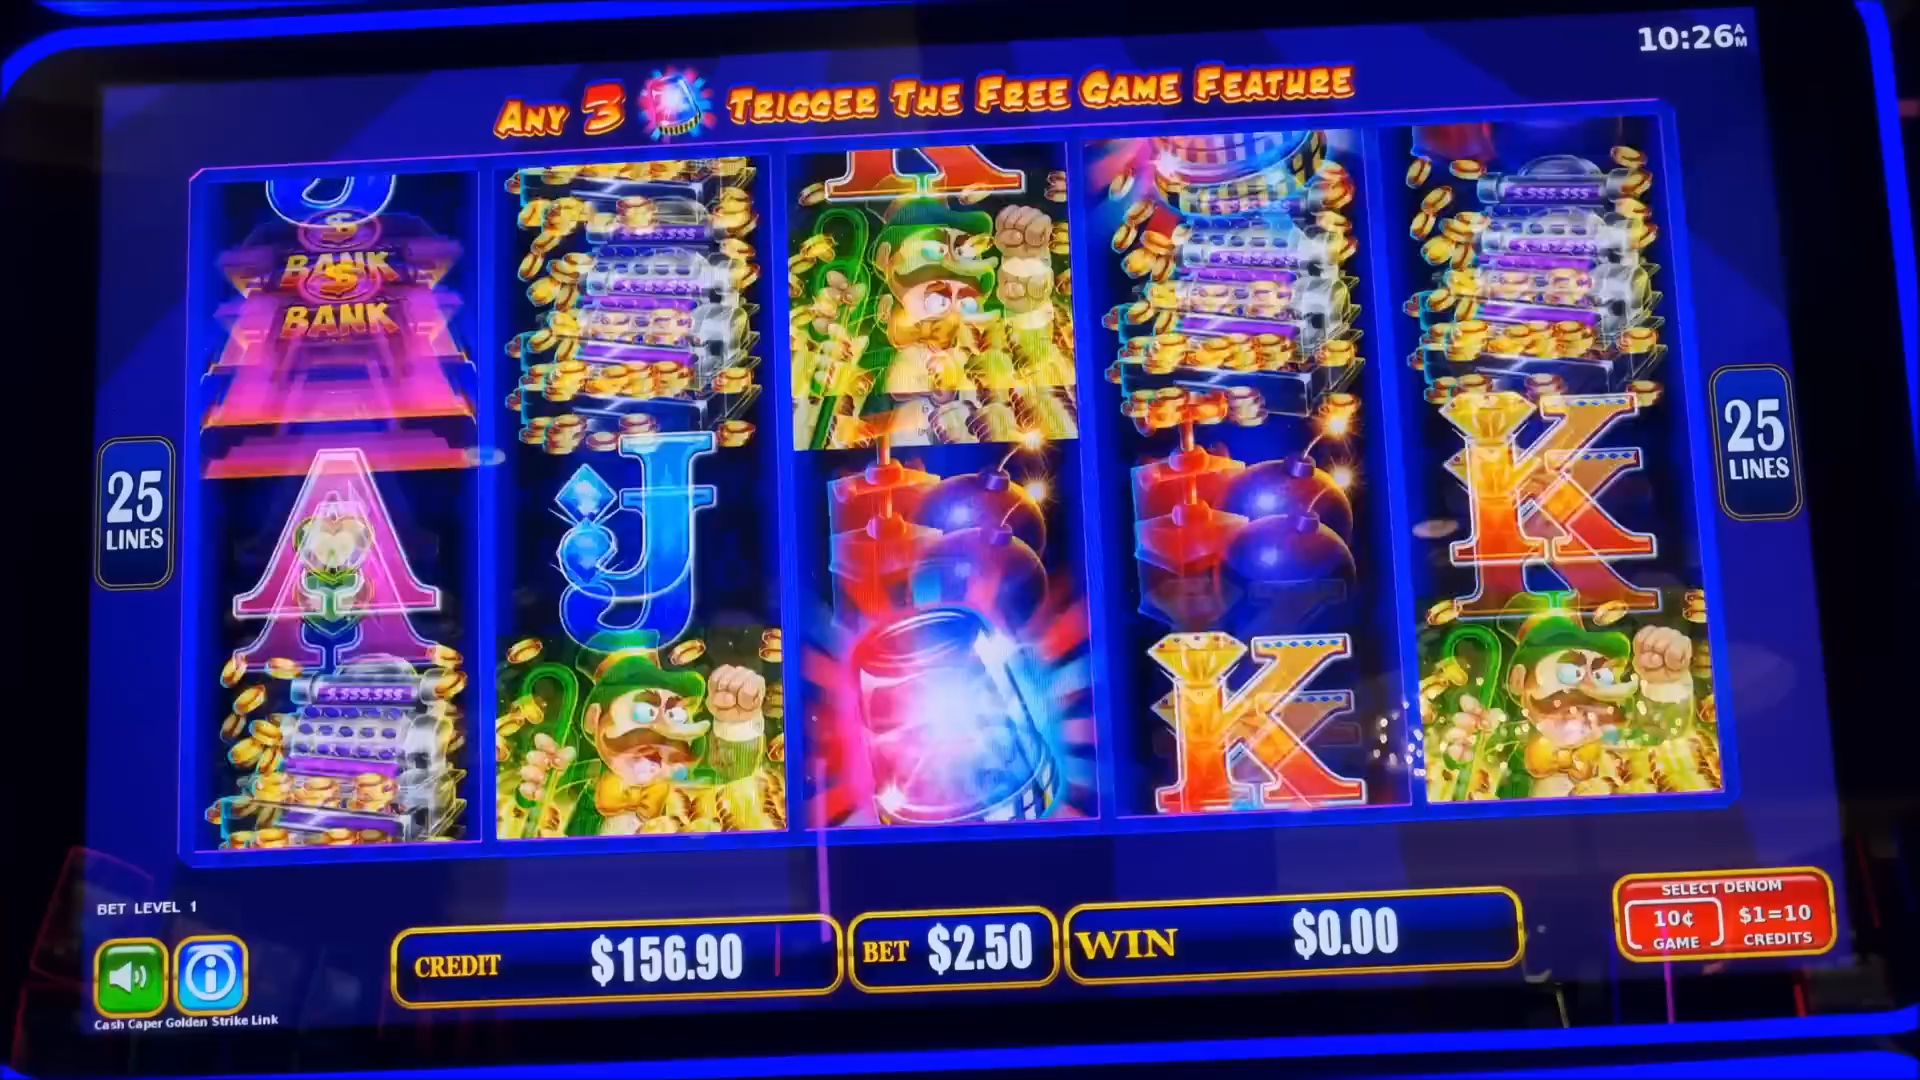 10:26 AM
ANY 3 TRIGGER THE FREE GAME FEATURE
K
J
BANK
BANK
$,$$$,$$$
25
LINES
25
LINES
A
J
K
$,$$$,$$$
K
BET LEVEL 1
CREDIT $156.90
BET $2.50
WIN $0.00
SELECT DENOM
10¢
GAME
$1=10
CREDITS
Cash Caper Golden Strike Link